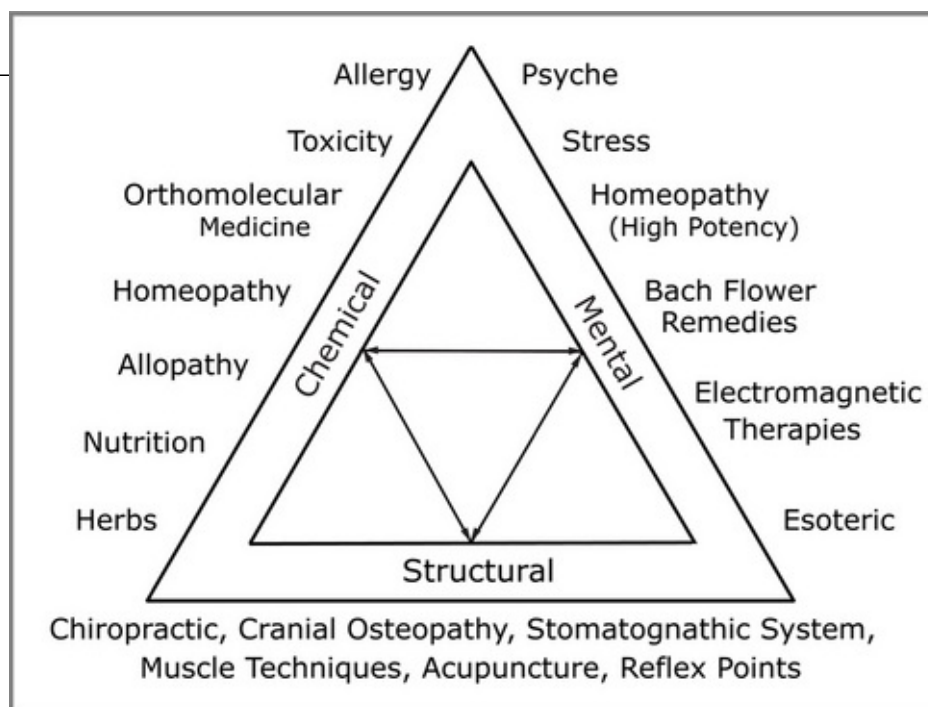 Allergy
Psyche
Toxicity
Stress
Orthomolecular
Medicine
Homeopathy
(High Potency)
Homeopathy
Chemical
Mental
Bach Flower
Remedies
Allopathy
Electromagnetic
Therapies
Nutrition
Herbs
Esoteric
Structural
Chiropractic, Cranial Osteopathy, Stomatognathic System,
Muscle Techniques, Acupuncture, Reflex Points